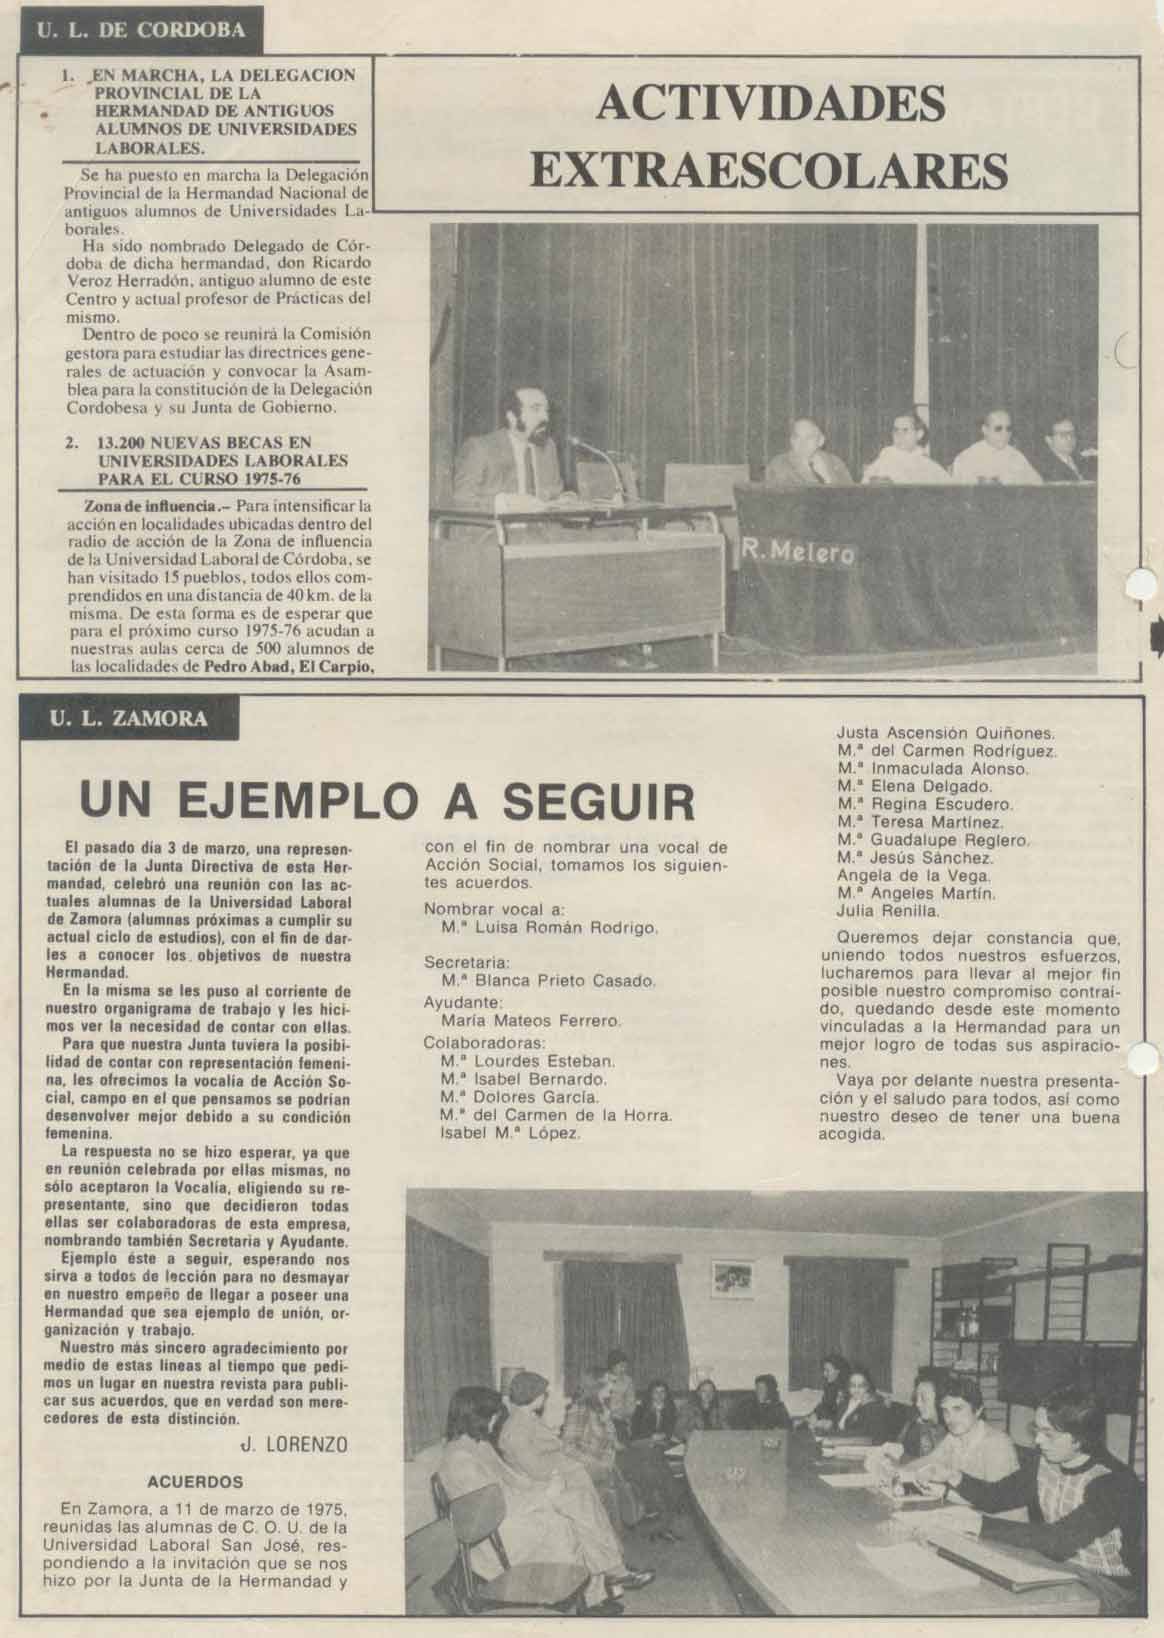 U. L. DE CORDOBA
1. EN MARCHA, LA DELEGACION
PROVINCIAL DE LA
HERMANDAD DE ANTIGUOS
ALUMNOS DE UNIVERSIDADES
LABORALES.
Se ha puesto en marcha la Delegación
Provincial de la Hermandad Nacional de
antiguos alumnos de Universidades La-
borales.
Ha sido nombrado Delegado de Cór-
doba de dicha hermandad, don Ricardo
Veroz Herradón, antiguo alumno de este
Centro y actual profesor de Prácticas del
mismo.
Dentro de poco se reunirá la Comisión
gestora para estudiar las directrices gene-
rales de actuación y convocar la Asam-
blea para la constitución de la Delegación
Cordobesa y su Junta de Gobierno.
2. 13.200 NUEVAS BECAS EN
UNIVERSIDADES LABORALES
PARA EL CURSO 1975-76
Zona de influencia.– Para intensificar la
acción en localidades ubicadas dentro del
radio de acción de la Zona de influencia
de la Universidad Laboral de Córdoba, se
han visitado 15 pueblos, todos ellos com-
prendidos en una distancia de 40 km. de la
misma. De esta forma es de esperar que
para el próximo curso 1975-76 acudan a
nuestras aulas cerca de 500 alumnos de
las localidades de Pedro Abad, El Carpio,
ACTIVIDADES
EXTRAESCOLARES
R. Melero
U. L. ZAMORA
UN EJEMPLO A SEGUIR
El pasado día 3 de marzo, una represen-
tación de la Junta Directiva de esta Her-
mandad, celebró una reunión con las ac-
tuales alumnas de la Universidad Laboral
de Zamora (alumnas próximas a cumplir su
actual ciclo de estudios), con el fin de dar-
les a conocer los objetivos de nuestra
Hermandad.
En la misma se les puso al corriente de
nuestro organigrama de trabajo y les hici-
mos ver la necesidad de contar con ellas.
Para que nuestra Junta tuviera la posibi-
lidad de contar con representación femeni-
na, les ofrecimos la vocalía de Acción So-
cial, campo en el que pensamos se podrían
desenvolver mejor debido a su condición
femenina.
La respuesta no se hizo esperar, ya que
en reunión celebrada por ellas mismas, no
sólo aceptaron la Vocalía, eligiendo su re-
presentante, sino que decidieron todas
ellas ser colaboradoras de esta empresa,
nombrando también Secretaria y Ayudante.
Ejemplo éste a seguir, esperando nos
sirva a todos de lección para no desmayar
en nuestro empeño de llegar a poseer una
Hermandad que sea ejemplo de unión, or-
ganización y trabajo.
Nuestro más sincero agradecimiento por
medio de estas líneas al tiempo que pedi-
mos un lugar en nuestra revista para publi-
car sus acuerdos, que en verdad son mere-
cedores de esta distinción.
J. LORENZO
ACUERDOS
En Zamora, a 11 de marzo de 1975,
reunidas las alumnas de C. O. U. de la
Universidad Laboral San José, res-
pondiendo a la invitación que se nos
hizo por la Junta de la Hermandad y
con el fin de nombrar una vocal de
Acción Social, tomamos los siguien-
tes acuerdos.
Nombrar vocal a:
M.ª Luisa Román Rodrigo.
Secretaria:
M.ª Blanca Prieto Casado.
Ayudante:
María Mateos Ferrero.
Colaboradoras:
M.ª Lourdes Esteban.
M.ª Isabel Bernardo.
M.ª Dolores García.
M.ª del Carmen de la Horra.
Isabel M.ª López.
Justa Ascensión Quiñones.
M.ª del Carmen Rodríguez.
M.ª Inmaculada Alonso.
M.ª Elena Delgado.
M.ª Regina Escudero.
M.ª Teresa Martínez.
M.ª Guadalupe Reglero.
M.ª Jesús Sánchez.
Angela de la Vega.
M.ª Angeles Martín.
Julia Renilla.
Queremos dejar constancia que,
uniendo todos nuestros esfuerzos,
lucharemos para llevar al mejor fin
posible nuestro compromiso contraí-
do, quedando desde este momento
vinculadas a la Hermandad para un
mejor logro de todas sus aspiracio-
nes.
Vaya por delante nuestra presenta-
ción y el saludo para todos, así como
nuestro deseo de tener una buena
acogida.